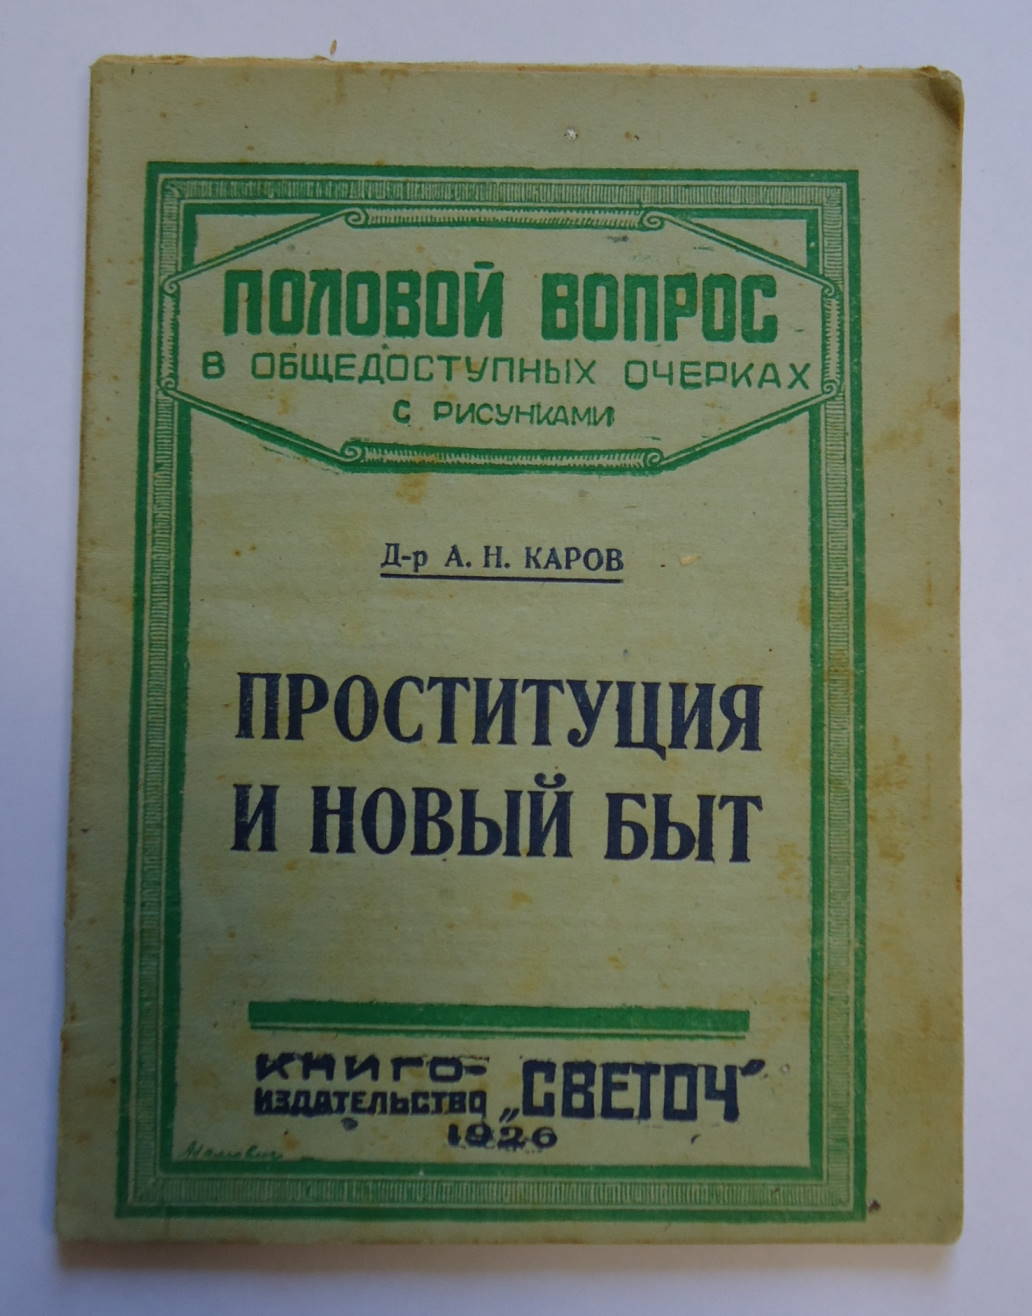 ПОЛОВОЙ ВОПРОС
В ОБЩЕДОСТУПНЫХ ОЧЕРКАХ
С РИСУНКАМИ
Д-р А. Н. КАРОВ
ПРОСТИТУЦИЯ
И НОВЫЙ БЫТ
КНИГО-
ИЗДАТЕЛЬСТВО „СВЕТОЧ"
1926